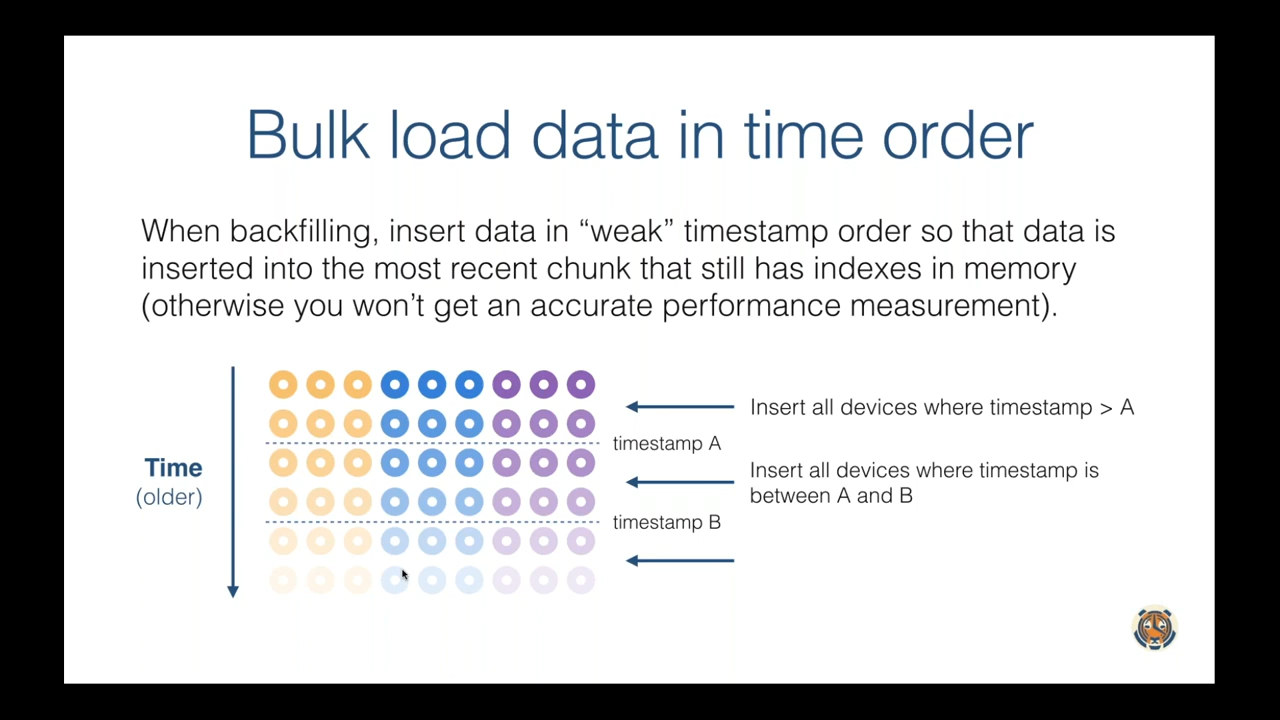 Bulk load data in time order
When backfilling, insert data in “weak” timestamp order so that data is
inserted into the most recent chunk that still has indexes in memory
(otherwise you won’t get an accurate performance measurement).
Insert all devices where timestamp > A
timestamp A
Time
(older)
Insert all devices where timestamp is
between A and B
timestamp B